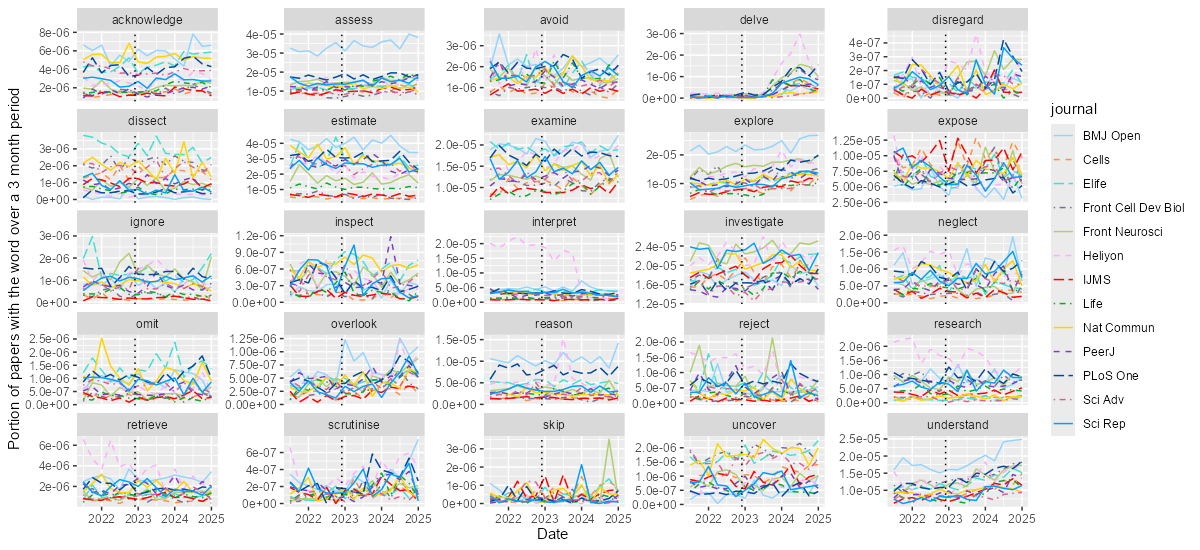 acknowledge assess avoid delve disregard
8e-06 6e-06 4e-06 2e-06
4e-05 3e-05 2e-05 1e-05
3e-06 2e-06 1e-06
3e-06 2e-06 1e-06 0e+00
4e-07 3e-07 2e-07 1e-07 0e+00
dissect estimate examine explore expose
3e-06 2e-06 1e-06 0e+00
4e-05 3e-05 2e-05 1e-05
2.0e-05 1.5e-05 1.0e-05
2e-05 1e-05
1.25e-05 1.00e-05 7.50e-06 5.00e-06 2.50e-06
ignore inspect interpret investigate neglect
3e-06 2e-06 1e-06 0e+00
1.2e-06 9.0e-07 6.0e-07 3.0e-07 0.0e+00
2.0e-05 1.5e-05 1.0e-05 5.0e-06 0.0e+00
2.4e-05 2.0e-05 1.6e-05 1.2e-05
2.0e-06 1.5e-06 1.0e-06 5.0e-07 0.0e+00
omit overlook reason reject research
2.5e-06 2.0e-06 1.5e-06 1.0e-06 5.0e-07 0.0e+00
1.25e-06 1.00e-06 7.50e-07 5.00e-07 2.50e-07 0.00e+00
1.5e-05 1.0e-05 5.0e-06 0.0e+00
2.0e-06 1.5e-06 1.0e-06 5.0e-07 0.0e+00
2.0e-06 1.5e-06 1.0e-06 5.0e-07 0.0e+00
retrieve scrutinise skip uncover understand
6e-06 4e-06 2e-06
6e-07 4e-07 2e-07 0e+00
3e-06 2e-06 1e-06 0e+00
2.0e-06 1.5e-06 1.0e-06 5.0e-07 0.0e+00
2.5e-05 2.0e-05 1.5e-05 1.0e-05
2022 2023 2024 2025 2022 2023 2024 2025 2022 2023 2024 2025 2022 2023 2024 2025 2022 2023 2024 2025
Date
Portion of papers with the word over a 3 month period
journal
BMJ Open
Cells
Elife
Front Cell Dev Biol
Front Neurosci
Heliyon
IJMS
Life
Nat Commun
PeerJ
PLoS One
Sci Adv
Sci Rep